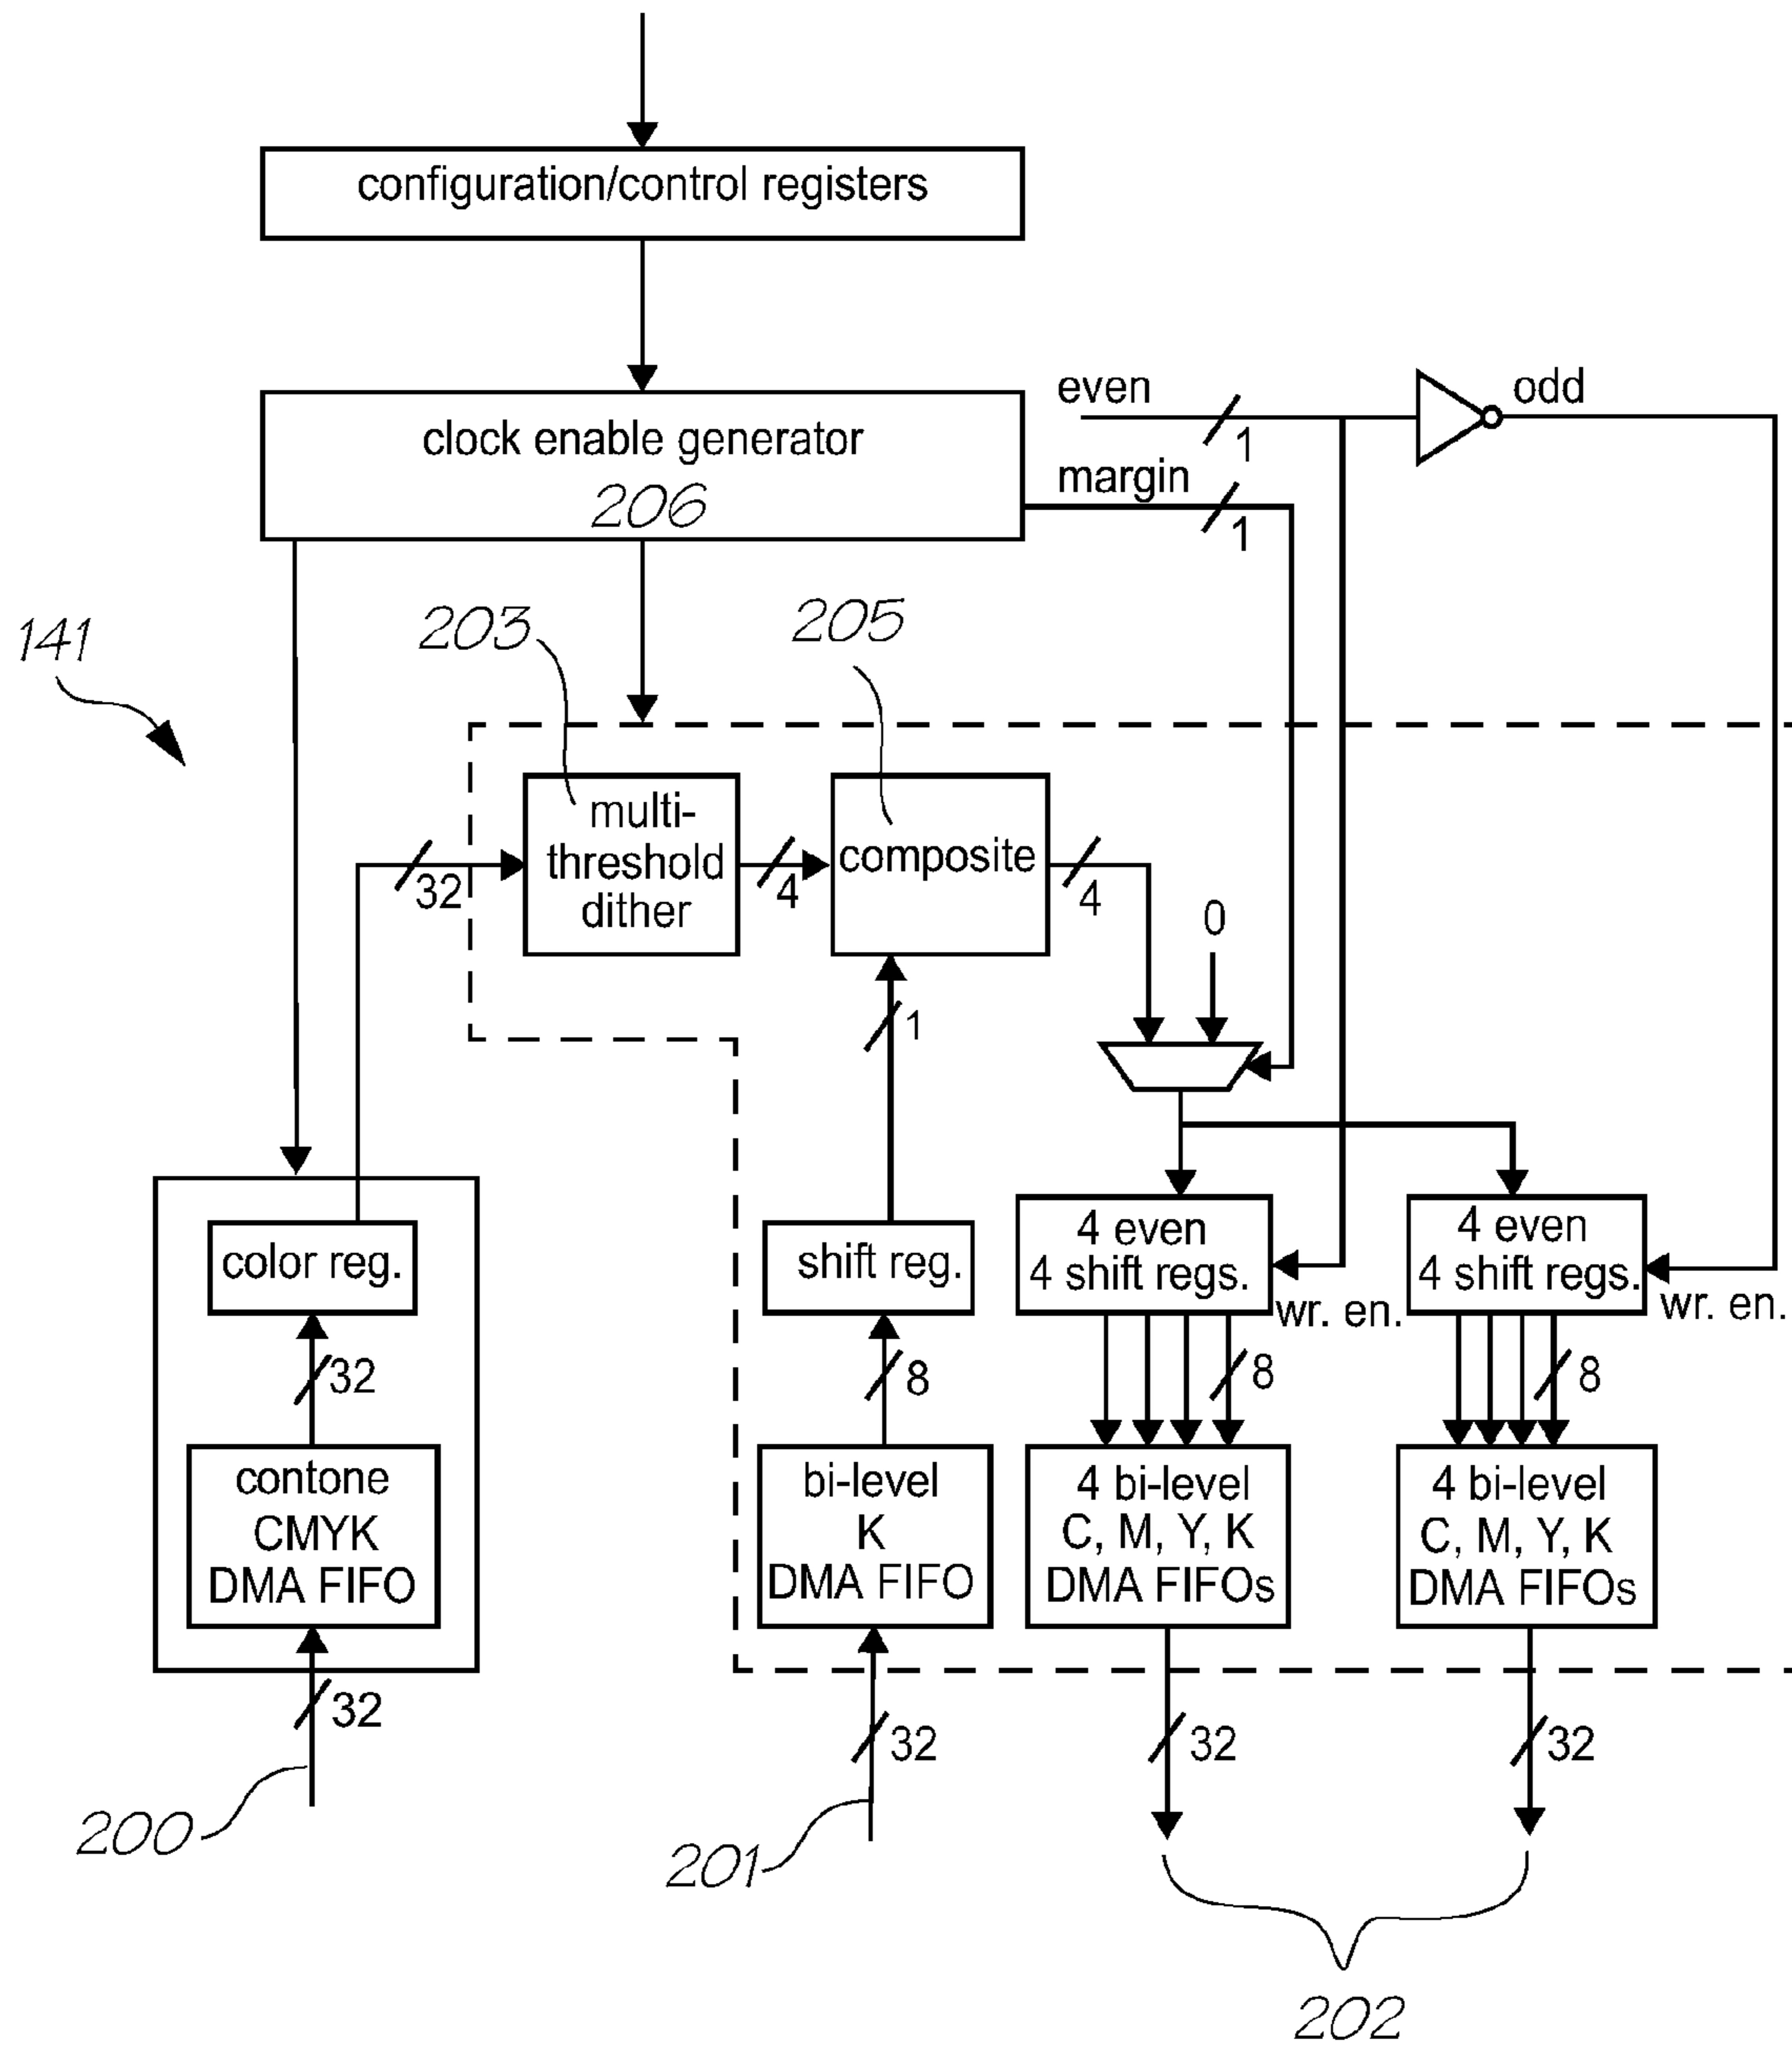 configuration/control registers
even
odd
clock enable generator
1
206
margin
1
203
205
141
multi-
threshold
dither
composite
32
4
4
0
1
color reg.
shift reg.
4 even
4 shift regs.
4 even
4 shift regs.
wr. en.
wr. en.
32
8
8
8
contone
CMYK
DMA FIFO
bi-level
K
DMA FIFO
4 bi-level
C, M, Y, K
DMA FIFOs
4 bi-level
C, M, Y, K
DMA FIFOs
32
32
32
32
200
201
202